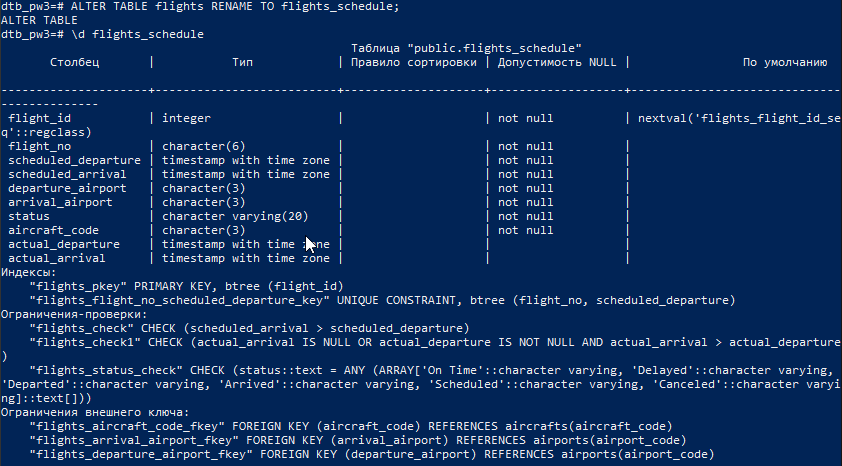 dtb_pw3=# ALTER TABLE flights RENAME TO flights_schedule;
ALTER TABLE
dtb_pw3=# \d flights_schedule
Таблица "public.flights_schedule"
Столбец | Тип | Правило сортировки | Допустимость NULL | По умолчанию
---------------------+--------------------------+--------------------+-------------------+------------------------------
--------------
flight_id | integer | | not null | nextval('flights_flight_id_se
q'::regclass)
flight_no | character(6) | | not null |
scheduled_departure | timestamp with time zone | | not null |
scheduled_arrival | timestamp with time zone | | not null |
departure_airport | character(3) | | not null |
arrival_airport | character(3) | | not null |
status | character varying(20) | | not null |
aircraft_code | character(3) | | not null |
actual_departure | timestamp with time zone | | |
actual_arrival | timestamp with time zone | | |
Индексы:
"flights_pkey" PRIMARY KEY, btree (flight_id)
"flights_flight_no_scheduled_departure_key" UNIQUE CONSTRAINT, btree (flight_no, scheduled_departure)
Ограничения-проверки:
"flights_check" CHECK (scheduled_arrival > scheduled_departure)
"flights_check1" CHECK (actual_arrival IS NULL OR actual_departure IS NOT NULL AND actual_arrival > actual_departure
)
"flights_status_check" CHECK (status::text = ANY (ARRAY['On Time'::character varying, 'Delayed'::character varying,
'Departed'::character varying, 'Arrived'::character varying, 'Scheduled'::character varying, 'Canceled'::character varyi
ng]::text[]))
Ограничения внешнего ключа:
"flights_aircraft_code_fkey" FOREIGN KEY (aircraft_code) REFERENCES aircrafts(aircraft_code)
"flights_arrival_airport_fkey" FOREIGN KEY (arrival_airport) REFERENCES airports(airport_code)
"flights_departure_airport_fkey" FOREIGN KEY (departure_airport) REFERENCES airports(airport_code)